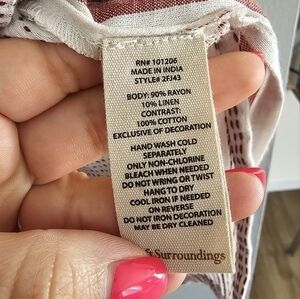 RN# 101206
MADE IN INDIA
STYLE# 2FJ43
BODY: 90% RAYON
10% LINEN
CONTRAST:
100% COTTON
EXCLUSIVE OF DECORATION
HAND WASH COLD
SEPARATELY
ONLY NON-CHLORINE
BLEACH WHEN NEEDED
DO NOT WRING OR TWIST
HANG TO DRY
COOL IRON IF NEEDED
ON REVERSE
DO NOT IRON DECORATION
MAY BE DRY CLEANED
ft Surroundings